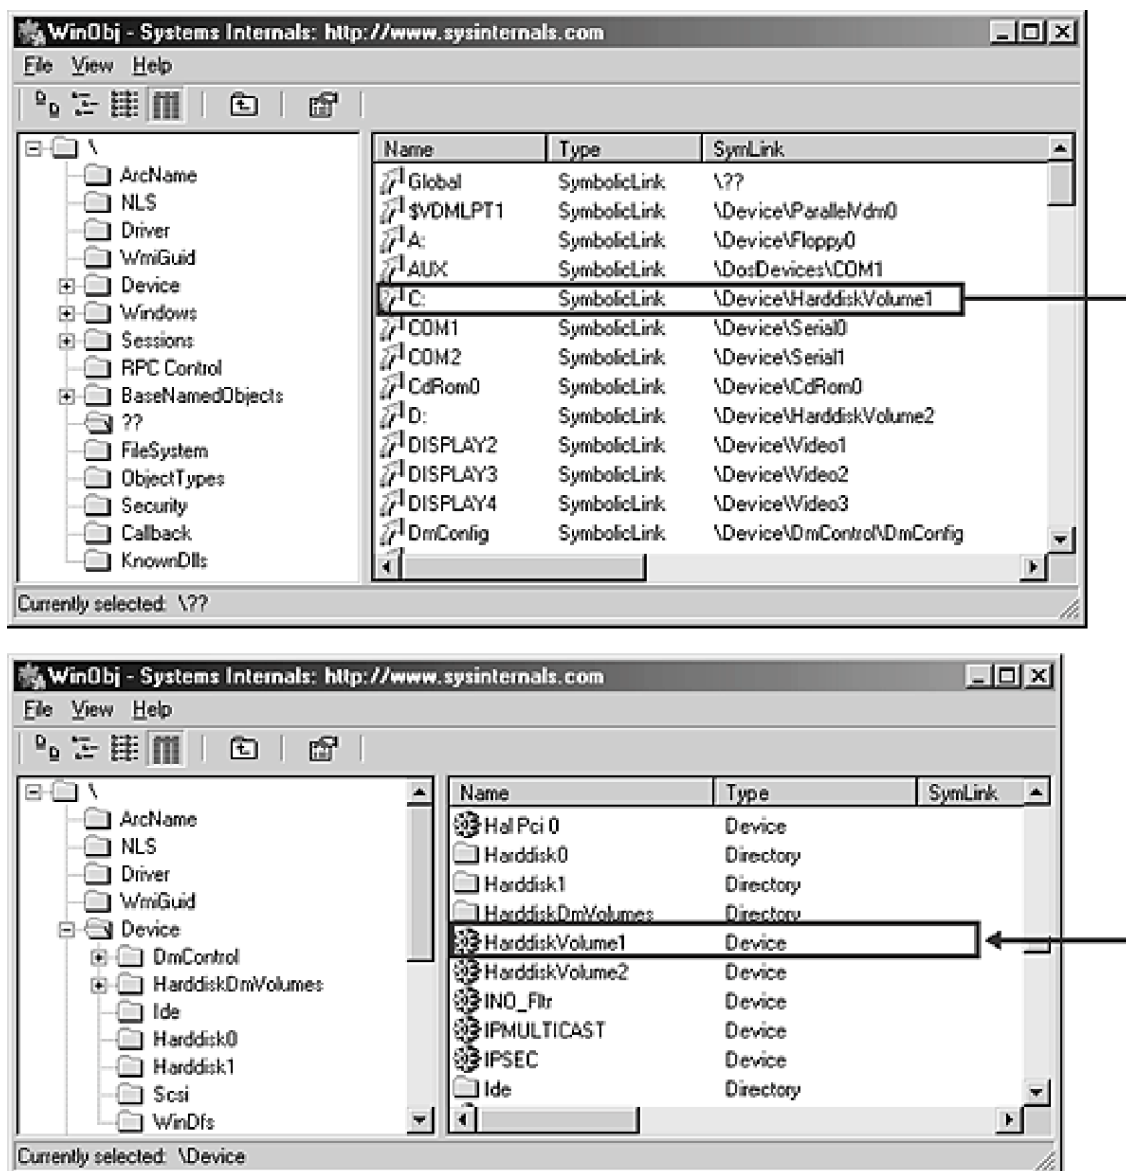 WinObj - Systems Internals: http://www.sysinternals.com
File View Help
\
ArcName
NLS
Driver
WmiGuid
Device
Windows
Sessions
RPC Control
BaseNamedObjects
??
FileSystem
ObjectTypes
Security
Callback
KnownDlls
Name Type SymLink
Global SymbolicLink \??
$VDMLPT1 SymbolicLink \Device\ParallelVdm0
A: SymbolicLink \Device\Floppy0
AUX SymbolicLink \DosDevices\COM1
C: SymbolicLink \Device\HarddiskVolume1
COM1 SymbolicLink \Device\Serial0
COM2 SymbolicLink \Device\Serial1
CdRom0 SymbolicLink \Device\CdRom0
D: SymbolicLink \Device\HarddiskVolume2
DISPLAY2 SymbolicLink \Device\Video1
DISPLAY3 SymbolicLink \Device\Video2
DISPLAY4 SymbolicLink \Device\Video3
DmConfig SymbolicLink \Device\DmControl\DmConfig
Currently selected: \??
WinObj - Systems Internals: http://www.sysinternals.com
File View Help
\
ArcName
NLS
Driver
WmiGuid
Device
DmControl
HarddiskDmVolumes
Ide
Harddisk0
Harddisk1
Scsi
WinDfs
Name Type SymLink
Hal Pci 0 Device
Harddisk0 Directory
Harddisk1 Directory
HarddiskDmVolumes Directory
HarddiskVolume1 Device
HarddiskVolume2 Device
INO_Fltr Device
IPMULTICAST Device
IPSEC Device
Ide Directory
Currently selected: \Device